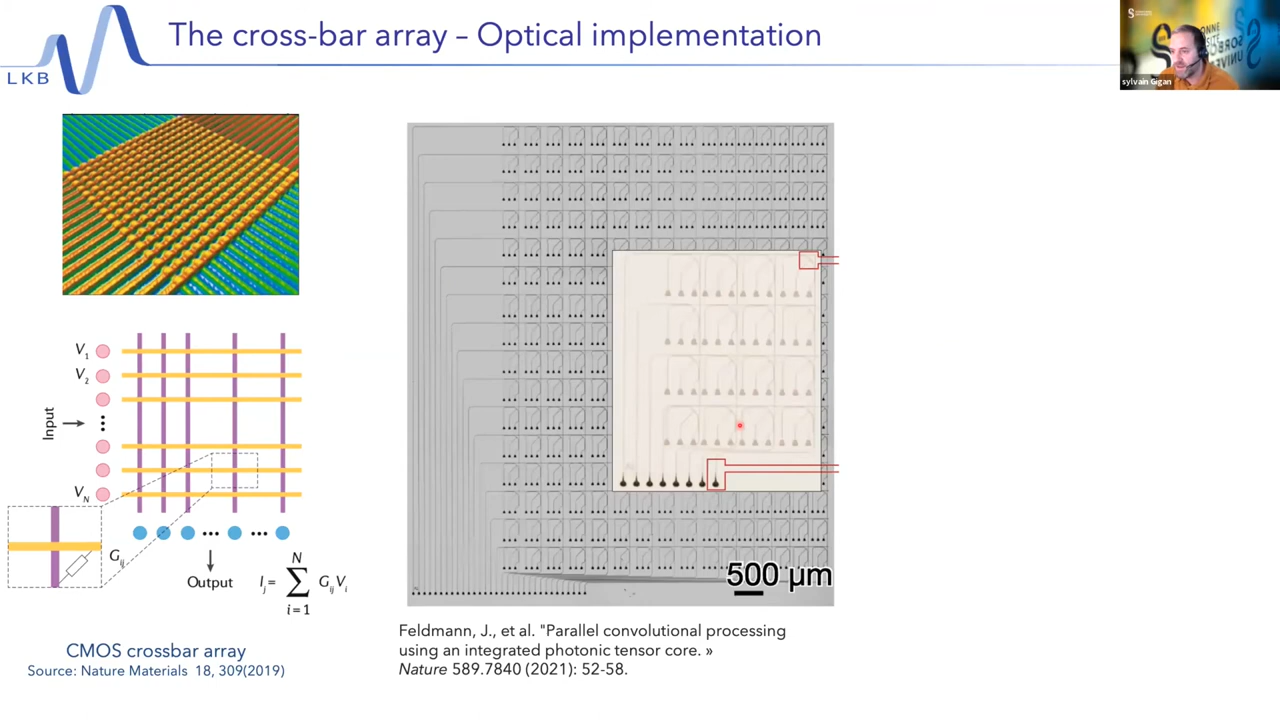 The cross-bar array – Optical implementation
LKB
sylvain Gigan
V1
V2
Input
VN
Gij
Output
Ij= N ∑ i=1 GijVi
CMOS crossbar array
Source: Nature Materials 18, 309(2019)
500 μm
Feldmann, J., et al. "Parallel convolutional processing
using an integrated photonic tensor core. »
Nature 589.7840 (2021): 52-58.